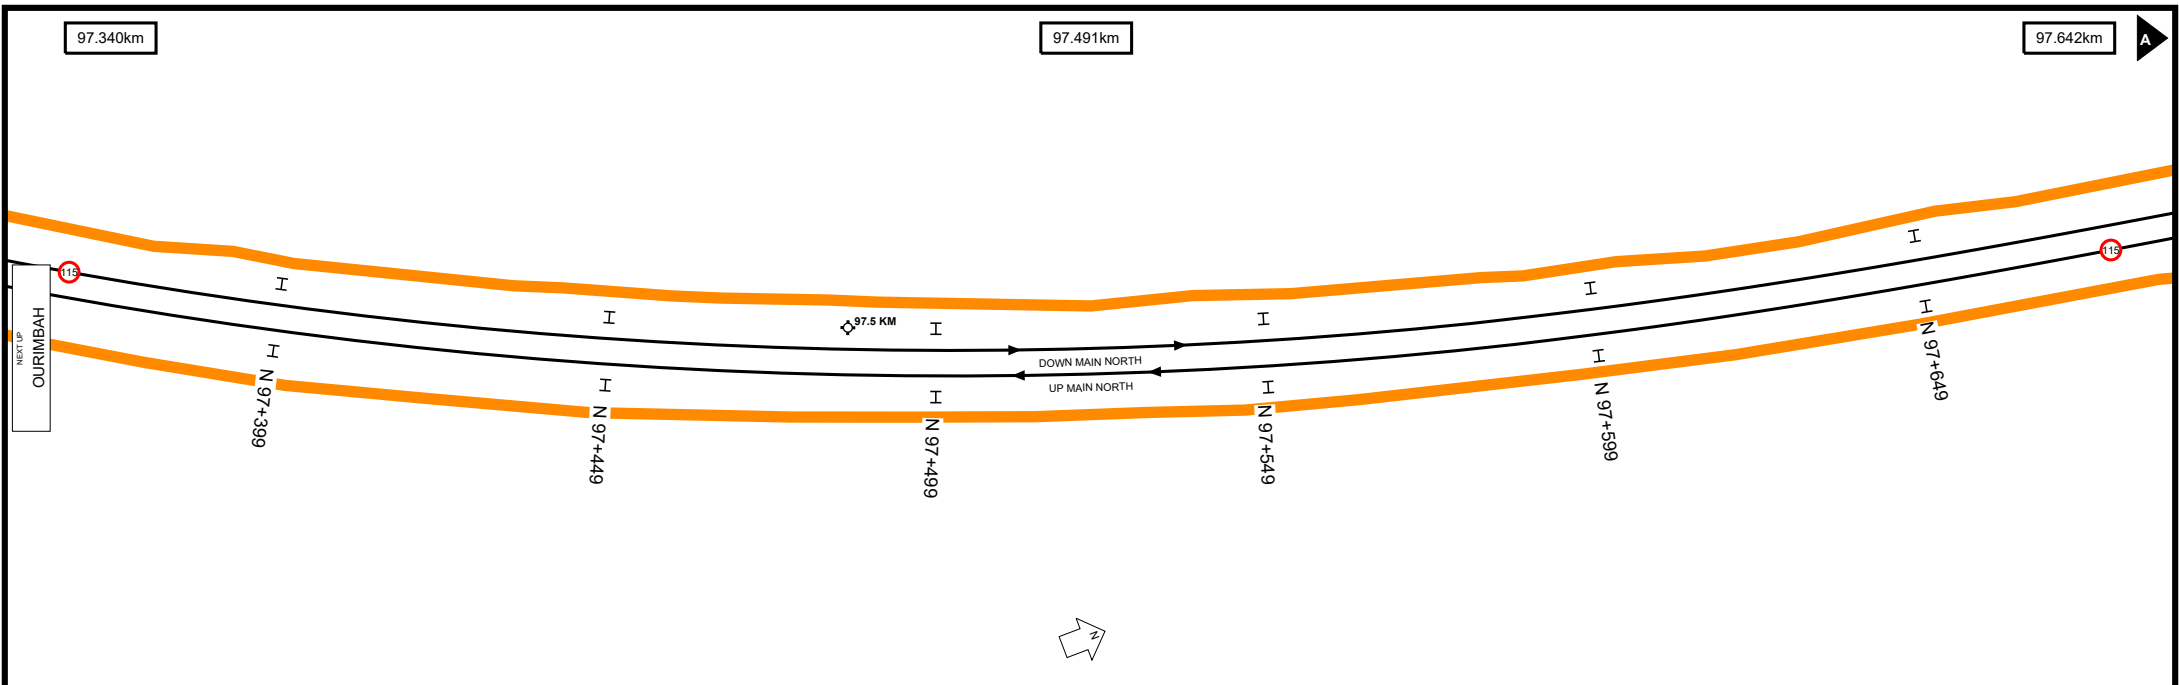 97.340km
97.491km
97.642km
A
115
115
97.5 KM
DOWN MAIN NORTH
UP MAIN NORTH
NEXT UP
OURIMBAH
N 97+399
N 97+449
N 97+499
N 97+549
N 97+599
N 97+649
N